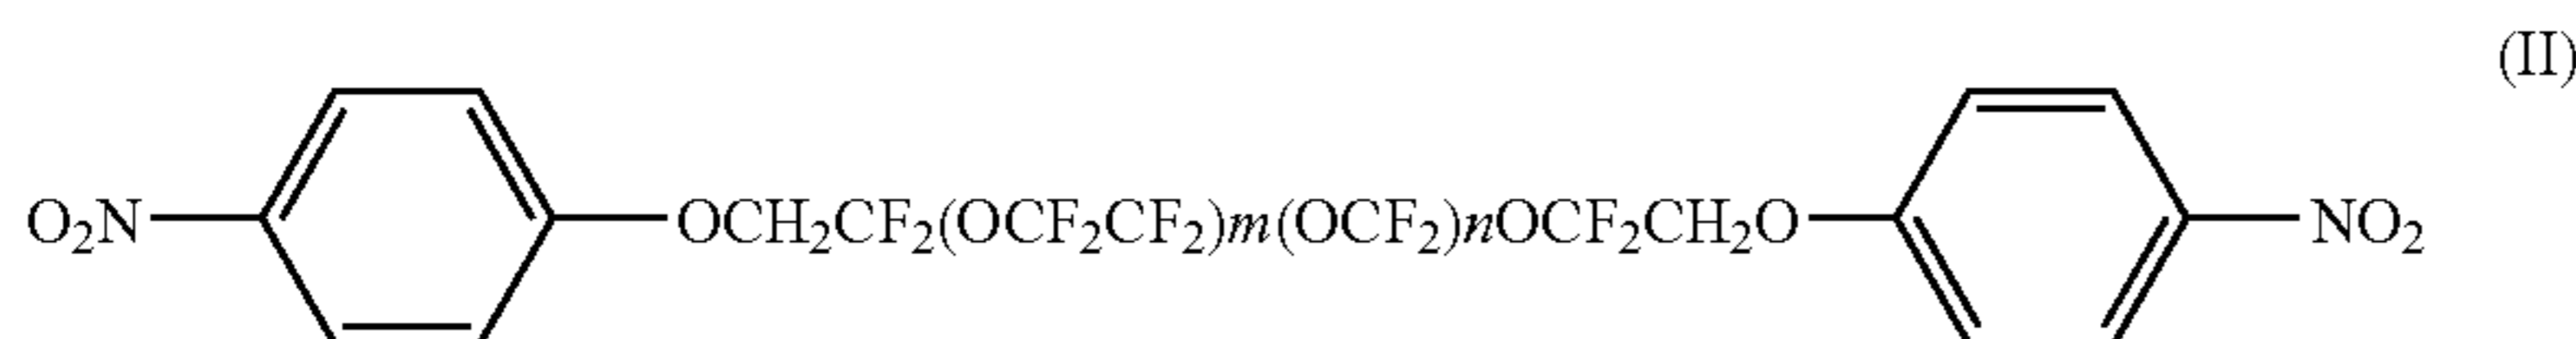 (II)
O₂N OCH₂CF₂(OCF₂CF₂)m(OCF₂)nOCF₂CH₂O NO₂